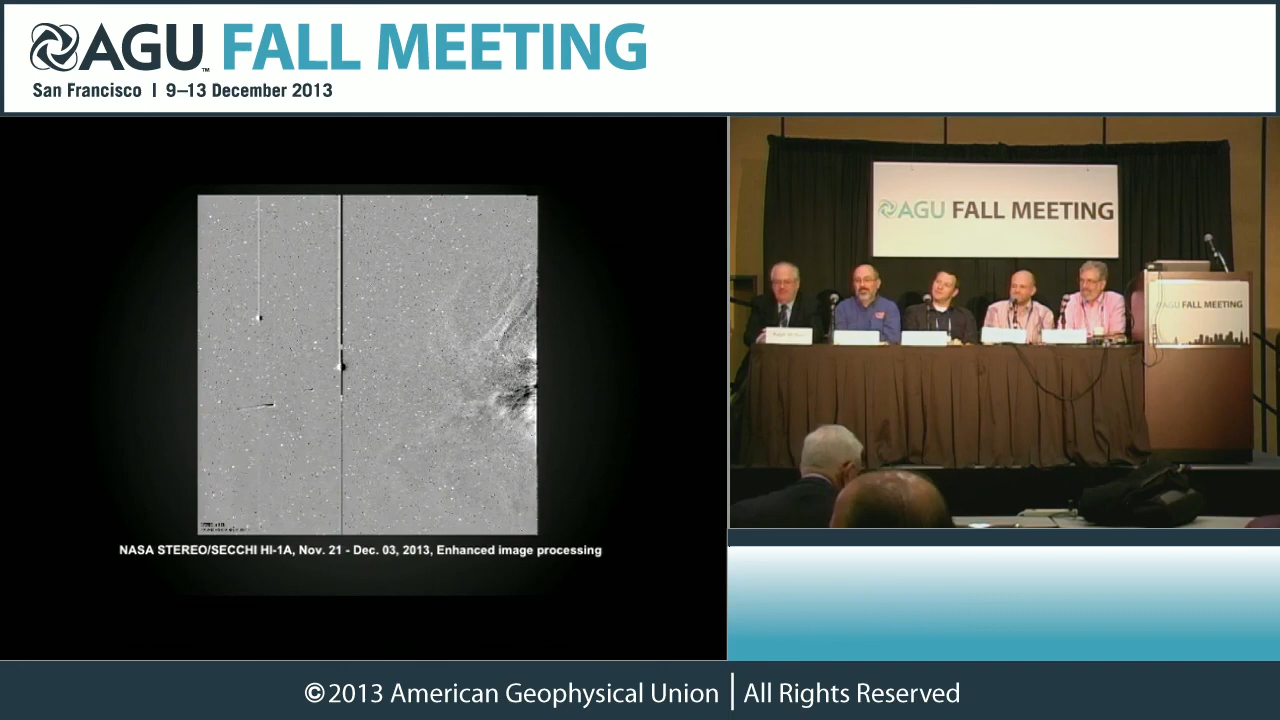 AGU™ FALL MEETING
San Francisco | 9–13 December 2013
AGU FALL MEETING
AGU FALL MEETING
NASA STEREO/SECCHI HI-1A, Nov. 21 - Dec. 03, 2013, Enhanced image processing
©2013 American Geophysical Union | All Rights Reserved